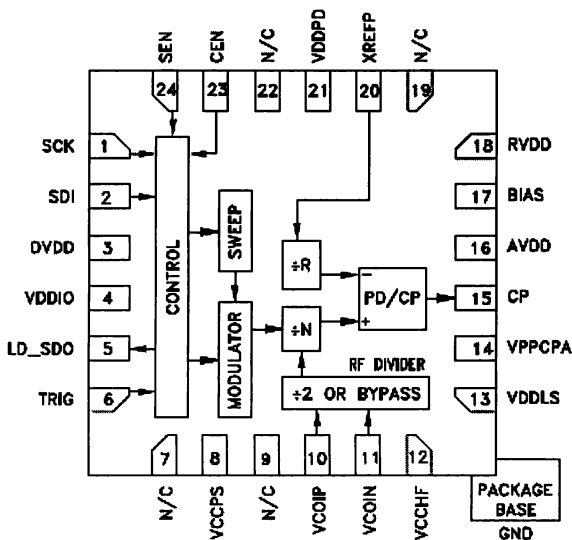 SEN
CEN
N/C
VDDPD
XREFP
N/C
24
23
22
21
20
19
SCK
1
18
RVDD
SDI
2
17
BIAS
DVDD
3
16
AVDD
VDDIO
4
15
CP
LD_SDO
5
14
VPPCPA
TRIG
6
13
VDDLS
CONTROL
SWEEP
MODULATOR
÷R
÷N
–
+
PD/CP
RF DIVIDER
÷2 OR BYPASS
7
8
9
10
11
12
N/C
VCCPS
N/C
VCOIP
VCOIN
VCCHF
PACKAGE
BASE
GND